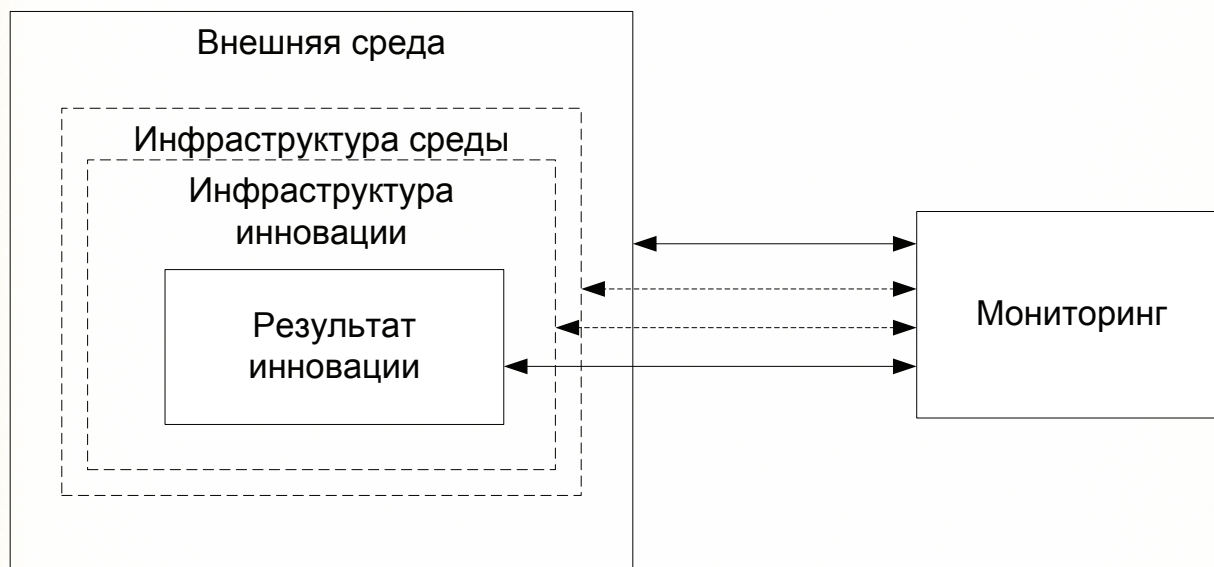 Внешняя среда
Инфраструктура среды
Инфраструктура
инновации
Результат
инновации
Мониторинг